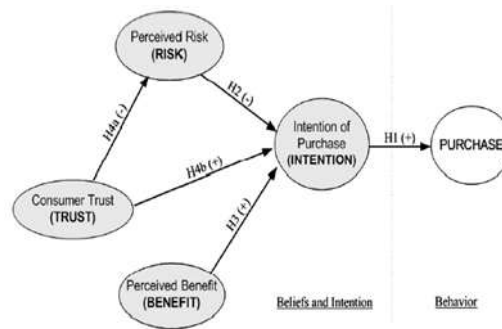 Perceived Risk
(RISK)
H4a (-)
H2 (-)
Intention of
Purchase
(INTENTION)
H1 (+)
PURCHASE
H4b (+)
Consumer Trust
(TRUST)
H3 (+)
Perceived Benefit
(BENEFIT)
Beliefs and Intention
Behavior